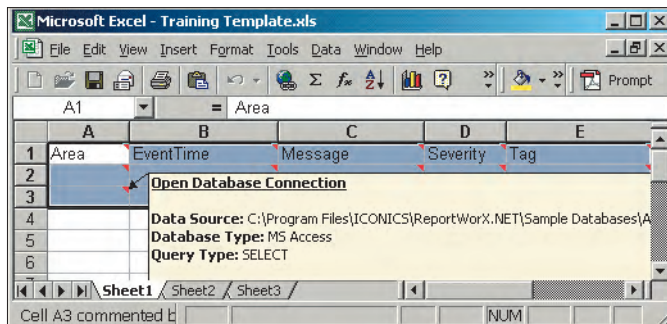 Microsoft Excel - Training Template.xls
File Edit View Insert Format Tools Data Window Help
Prompt
A1 = Area
A B C D E
1 Area EventTime Message Severity Tag
2 Open Database Connection
3
4 Data Source: C:\Program Files\ICONICS\ReportWorX.NET\Sample Databases\A
5 Database Type: MS Access
6 Query Type: SELECT
Sheet1 / Sheet2 / Sheet3 /
Cell A3 commented b NUM